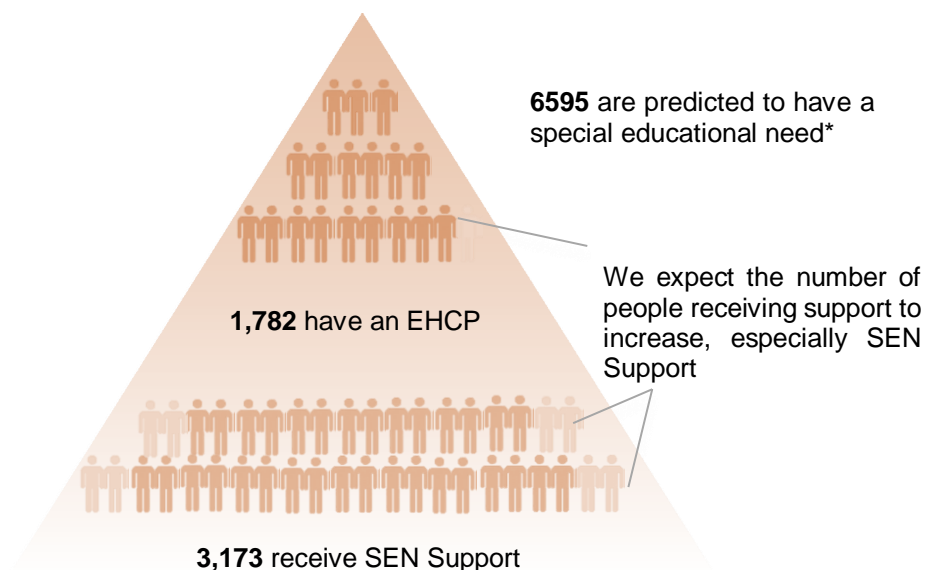 6595 are predicted to have a
special educational need*
We expect the number of
people receiving support to
increase, especially SEN
Support
1,782 have an EHCP
3,173 receive SEN Support